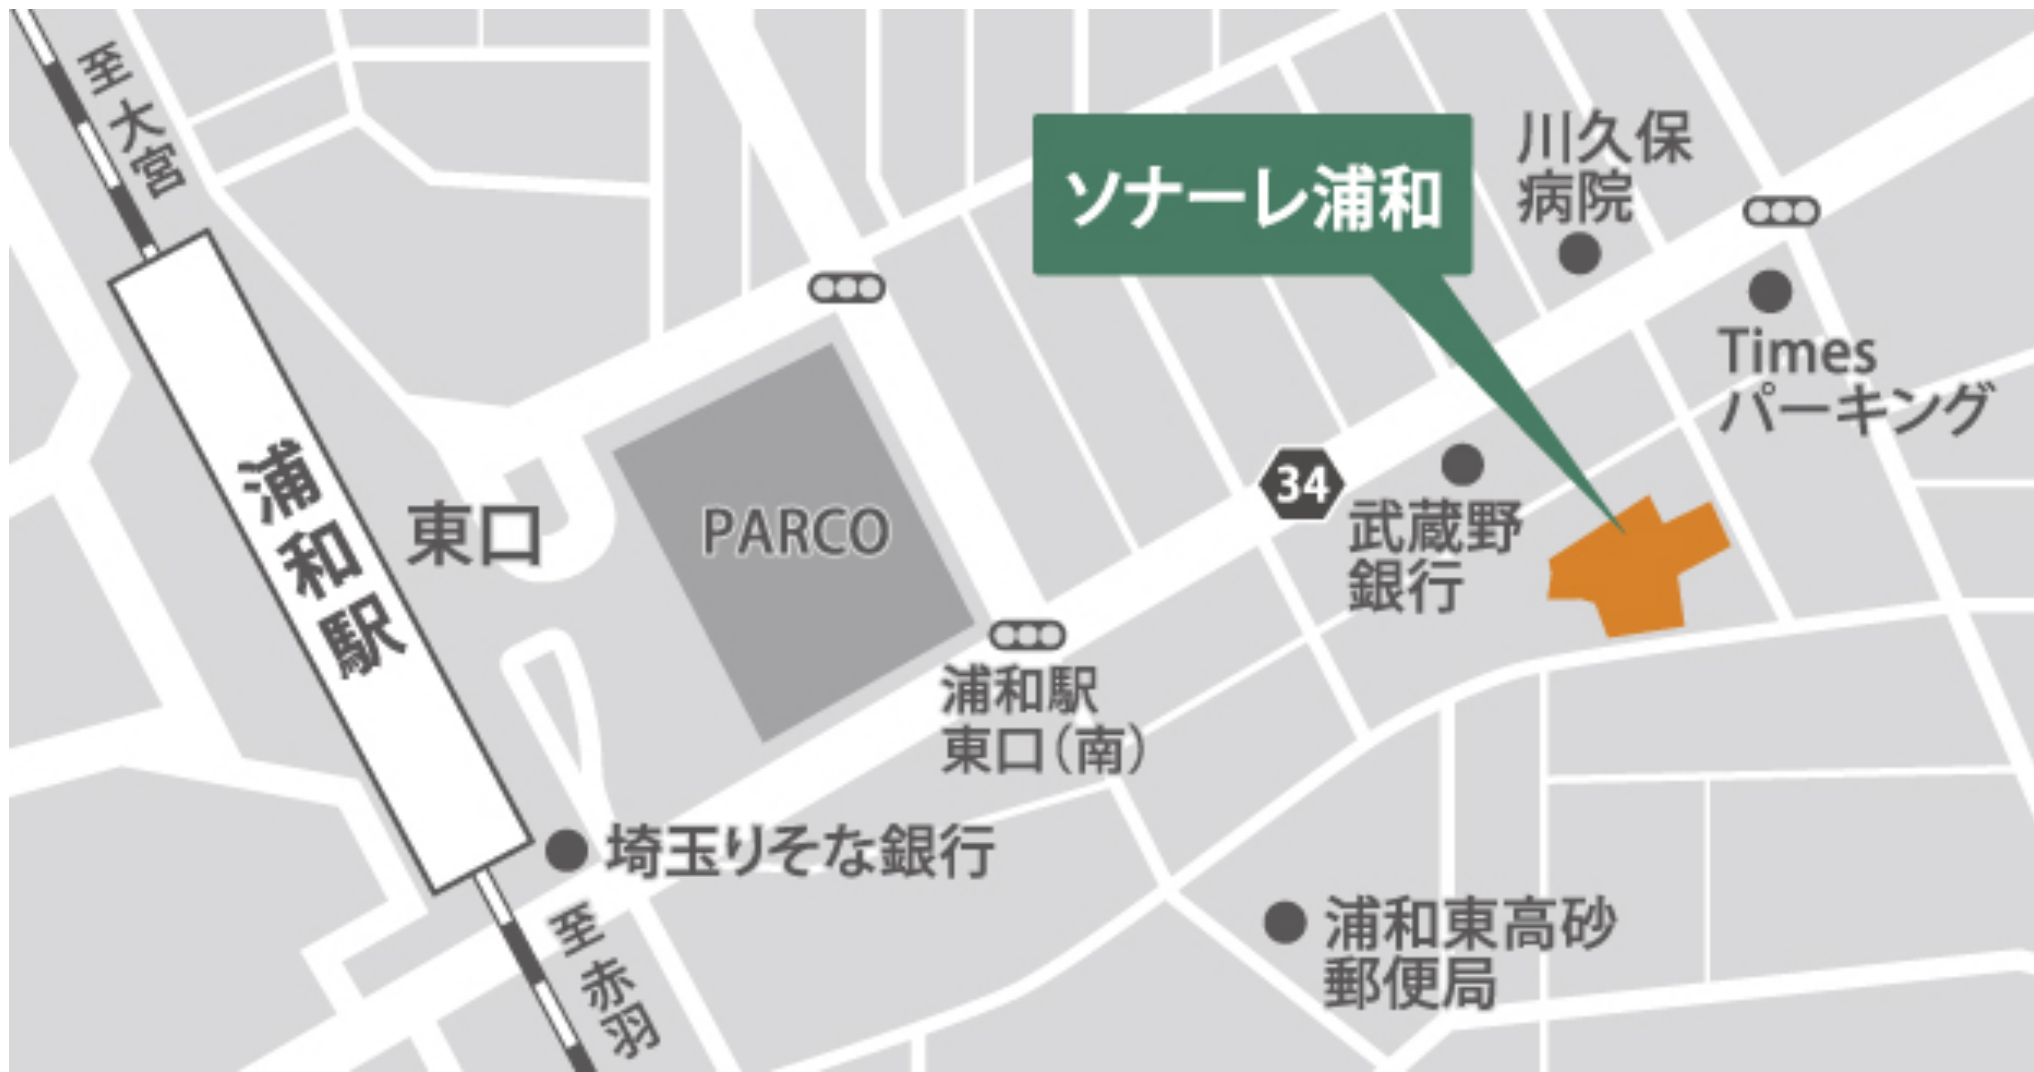 至大宮
川久保
病院
ソナーレ浦和
Times
パーキング
浦和駅
東口
PARCO
34
武蔵野
銀行
浦和駅
東口（南）
埼玉りそな銀行
浦和東高砂
郵便局
至赤羽